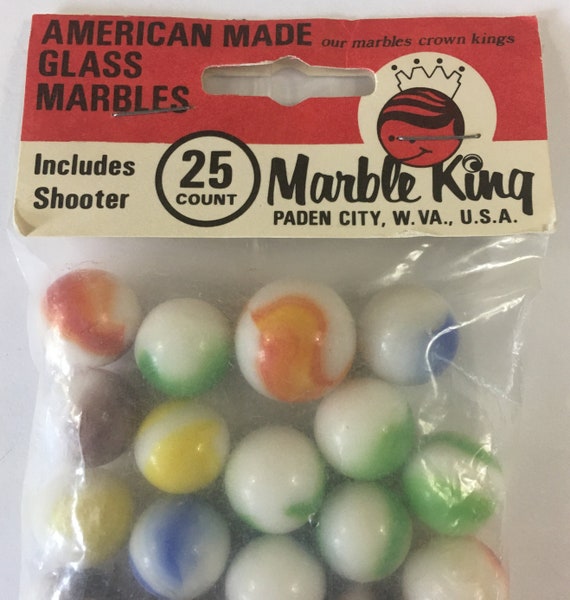 AMERICAN MADE
our marbles crown kings
GLASS
MARBLES
Includes
Shooter
25
COUNT
Marble King
PADEN CITY, W.VA., U.S.A.